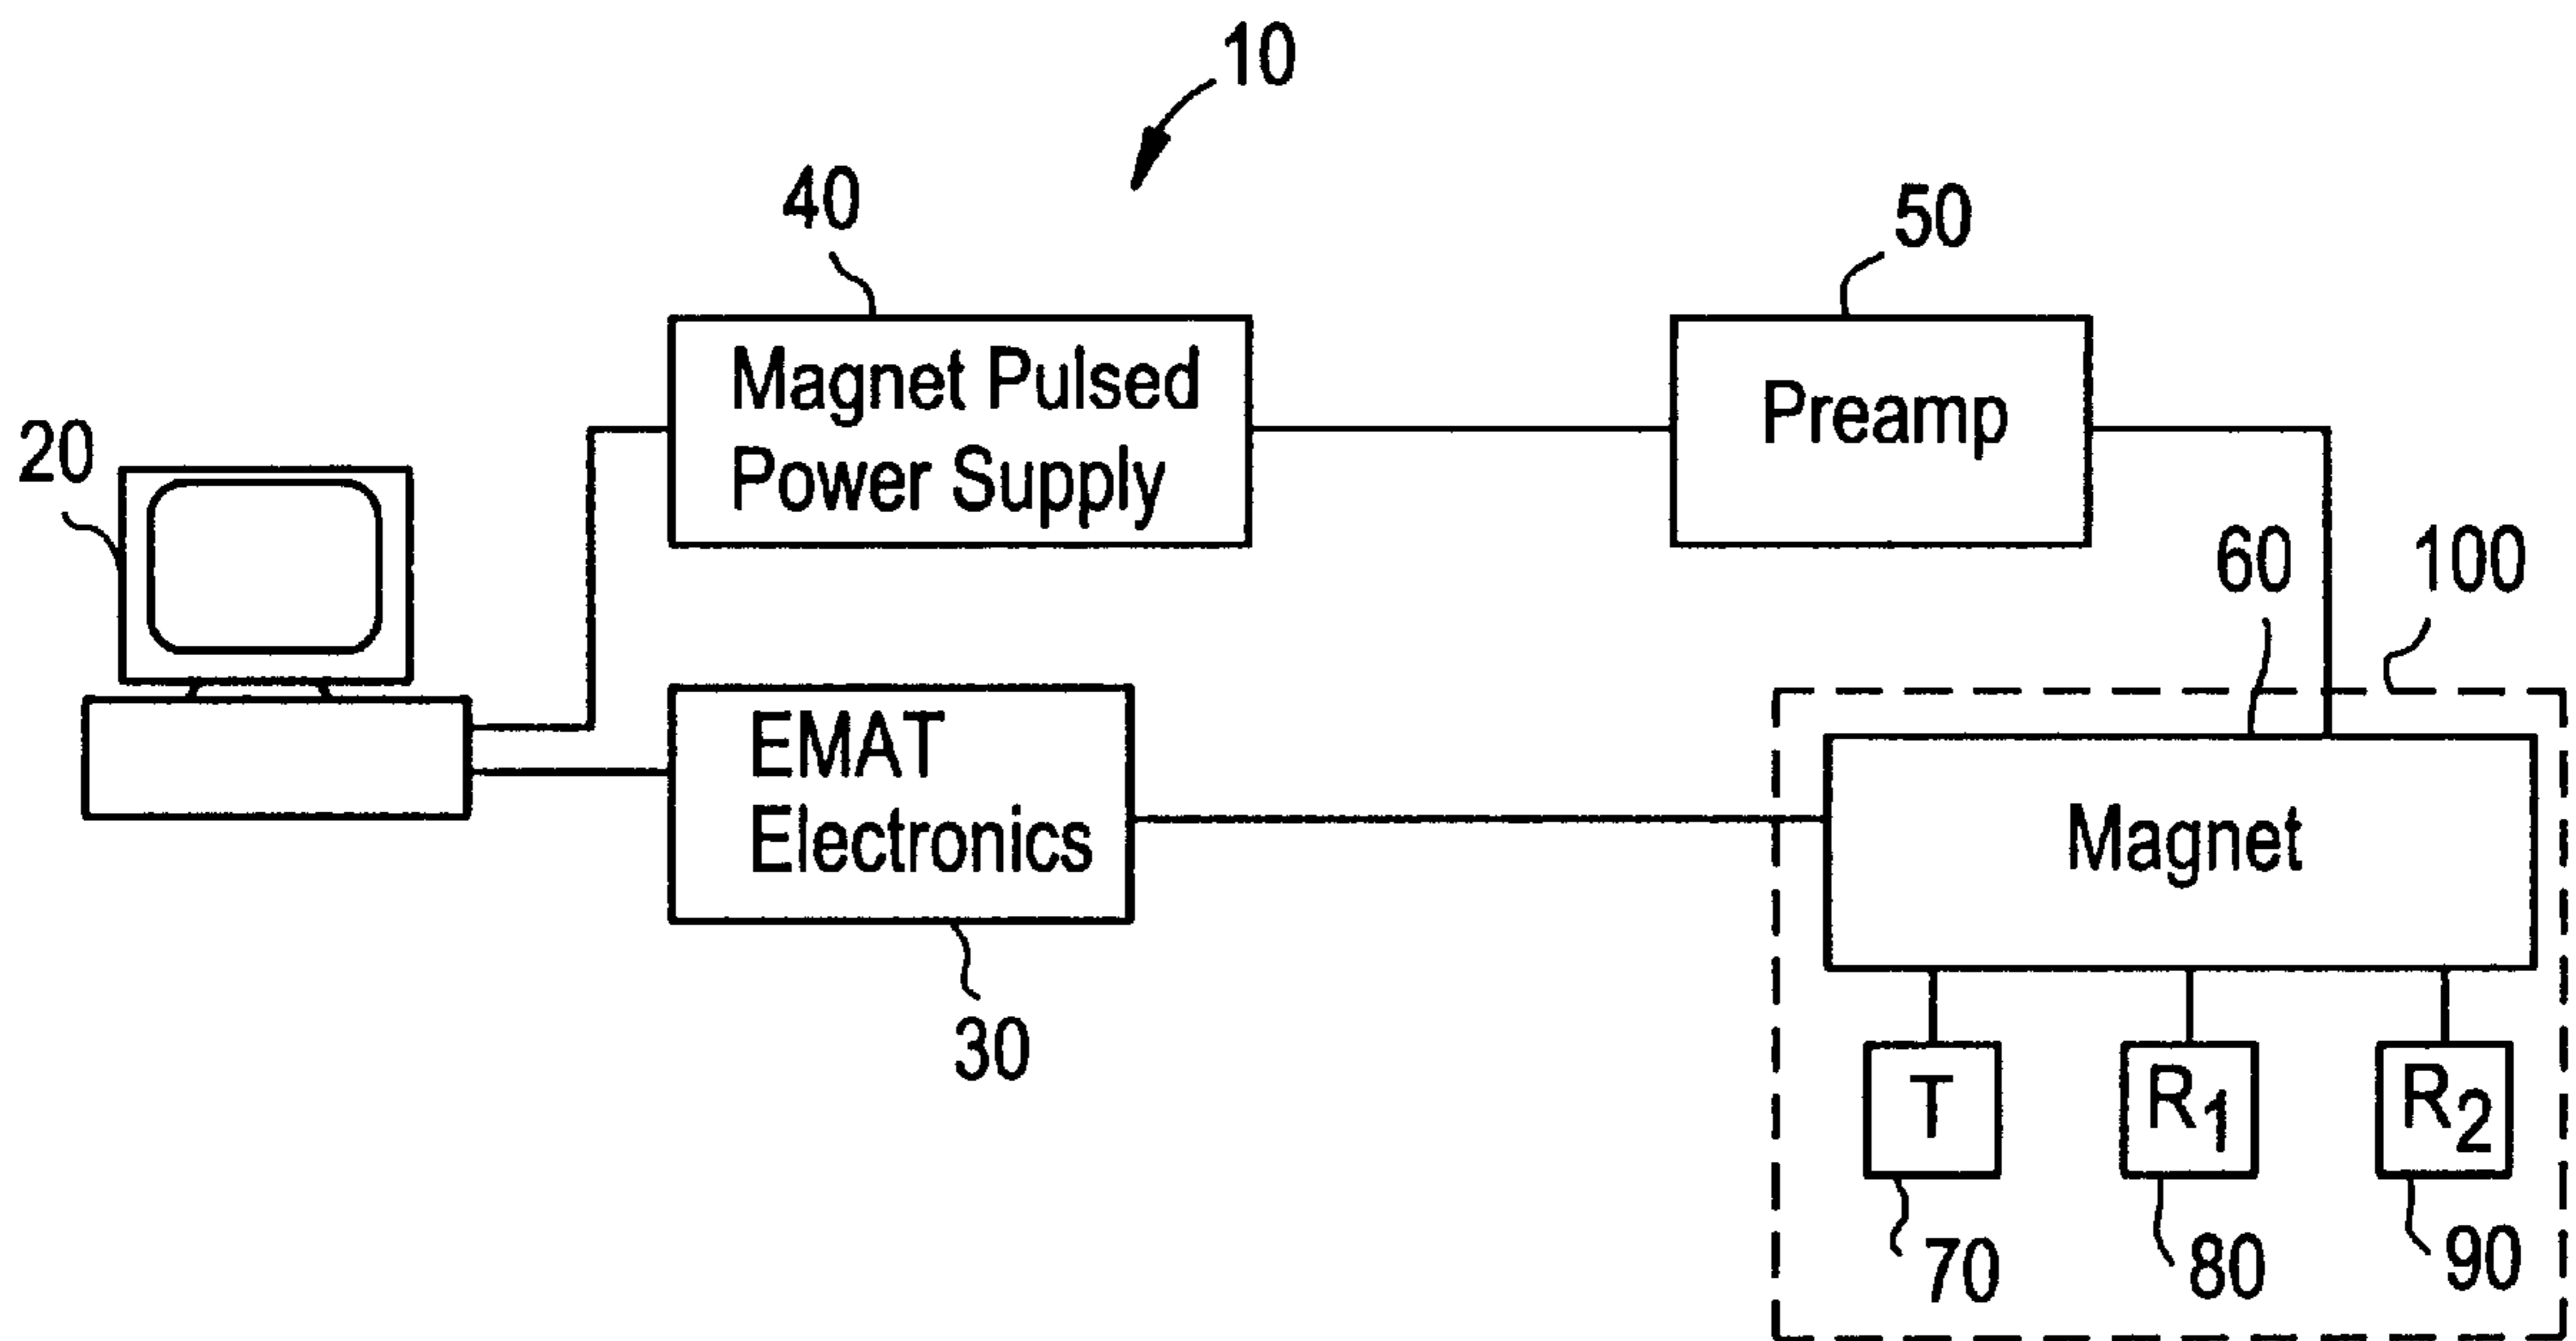 10
40
50
Magnet Pulsed
Power Supply
Preamp
20
60
100
EMAT
Electronics
Magnet
30
T
R1
R2
70
80
90